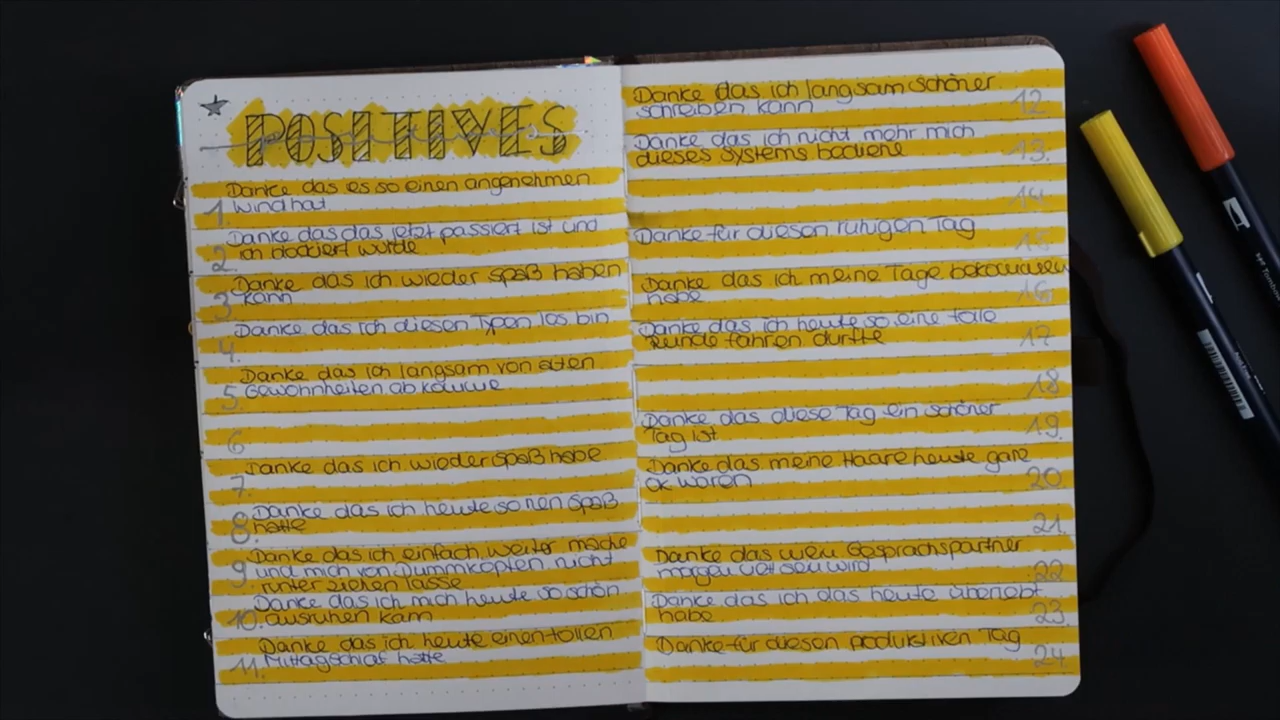 POSITIVES
Danke das es so einen angenehmen
1. Wind hat
Danke das das jetzt passiert ist und
2. ich blockiert wurde
Danke das ich wieder Spaß haben
3. kann
Danke das ich diesen Typen los bin
4.
Danke das ich langsam von alten
5. Gewohnheiten ab komme
6
Danke das ich wieder Spaß habe
7.
Danke das ich heute so nen Spaß
8. hatte
Danke das ich einfach weiter mache
9 und mich von Dummköpfen nicht
runter ziehen lasse
Danke das ich mich heute so schön
10. ausruhen kann
Danke das ich heute einen tollen
11. Mittagschlaf hatte
Danke das ich langsam schöner
schreiben kann 12
Danke das ich nicht mehr mich
dieses Systems bediene 13.
14
Danke für diesen ruhigen Tag
15
Danke das ich meine Tage bekommen
habe 16
Danke das ich heute so eine tolle
Runde fahren durfte 17
18
Danke das diese Tag ein schöner
Tag ist 19.
Danke das meine Haare heute ganz
ok waren 20
21
Danke das mein Gesprächspartner
morgen nett sein wird 22
Danke das ich das heute überlebt
habe 23.
Danke für diesen produktiven Tag
24